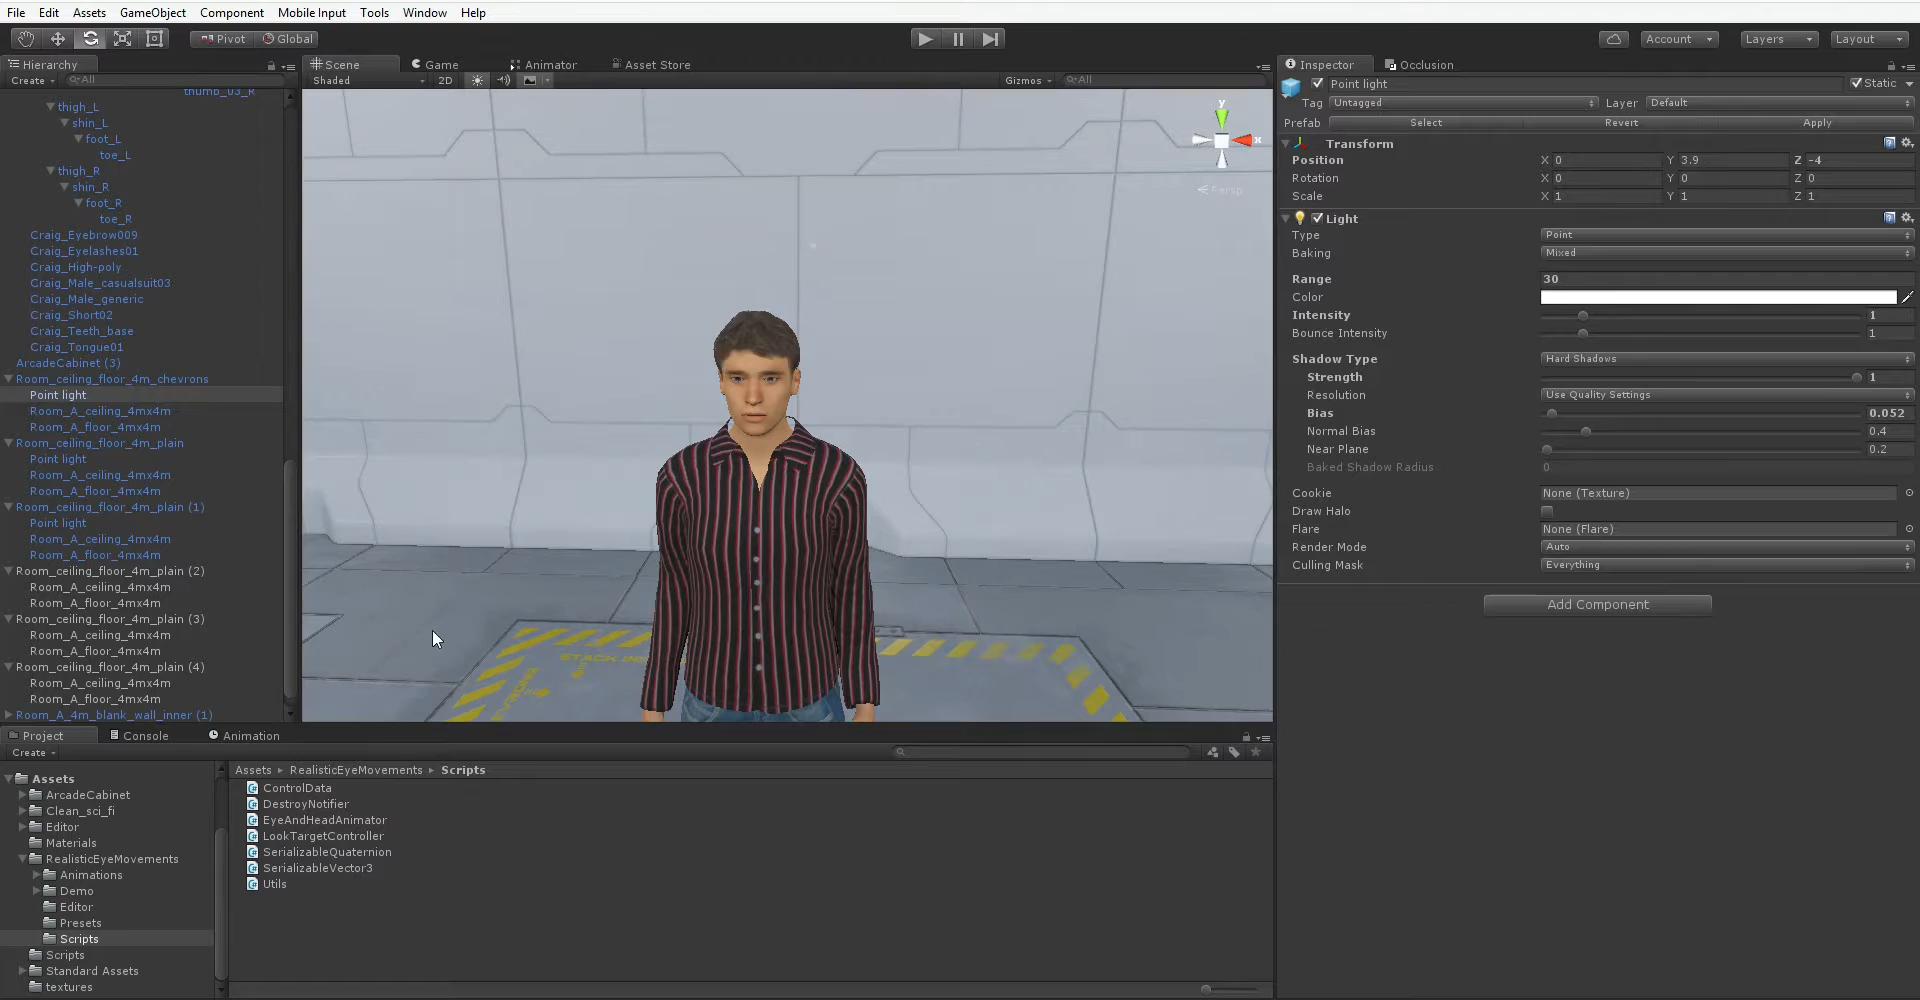 File Edit Assets GameObject Component Mobile Input Tools Window Help
Pivot Global Account Layers Layout
Hierarchy
Create All
thumb_03_R
thigh_L
shin_L
foot_L
toe_L
thigh_R
shin_R
foot_R
toe_R
Craig_Eyebrow009
Craig_Eyelashes01
Craig_High-poly
Craig_Male_casualsuit03
Craig_Male_generic
Craig_Short02
Craig_Teeth_base
Craig_Tongue01
ArcadeCabinet (3)
Room_ceiling_floor_4m_chevrons
Point light
Room_A_ceiling_4mx4m
Room_A_floor_4mx4m
Room_ceiling_floor_4m_plain
Point light
Room_A_ceiling_4mx4m
Room_A_floor_4mx4m
Room_ceiling_floor_4m_plain (1)
Point light
Room_A_ceiling_4mx4m
Room_A_floor_4mx4m
Room_ceiling_floor_4m_plain (2)
Room_A_ceiling_4mx4m
Room_A_floor_4mx4m
Room_ceiling_floor_4m_plain (3)
Room_A_ceiling_4mx4m
Room_A_floor_4mx4m
Room_ceiling_floor_4m_plain (4)
Room_A_ceiling_4mx4m
Room_A_floor_4mx4m
Room_A_4m_blank_wall_inner (1)
Scene Game Animator Asset Store
Shaded 2D Gizmos All
y
x
Persp
Inspector Occlusion
Point light Static
Tag Untagged Layer Default
Prefab Select Revert Apply
Transform
Position X 0 Y 3.9 Z -4
Rotation X 0 Y 0 Z 0
Scale X 1 Y 1 Z 1
Light
Type Point
Baking Mixed
Range 30
Color
Intensity 1
Bounce Intensity 1
Shadow Type Hard Shadows
Strength 1
Resolution Use Quality Settings
Bias 0.052
Normal Bias 0.4
Near Plane 0.2
Baked Shadow Radius 0
Cookie None (Texture)
Draw Halo
Flare None (Flare)
Render Mode Auto
Culling Mask Everything
Add Component
Project Console Animation
Create
Assets
ArcadeCabinet
Clean_sci_fi
Editor
Materials
RealisticEyeMovements
Animations
Demo
Editor
Presets
Scripts
Scripts
Standard Assets
textures
Assets RealisticEyeMovements Scripts
ControlData
DestroyNotifier
EyeAndHeadAnimator
LookTargetController
SerializableQuaternion
SerializableVector3
Utils